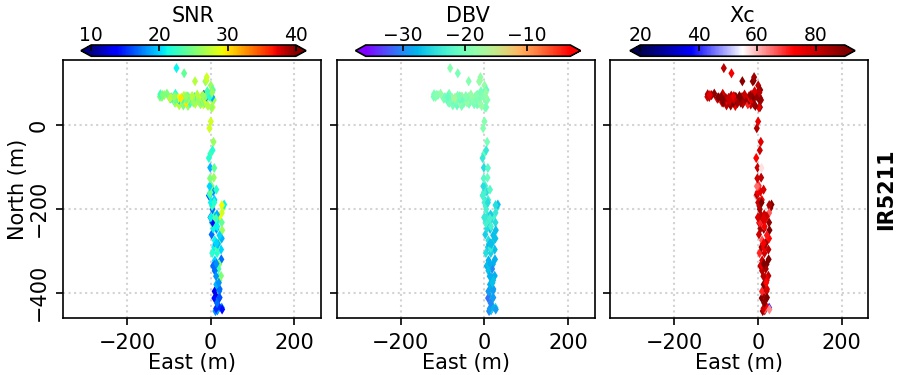 SNR DBV Xc
10 20 30 40 −30 −20 −10 20 40 60 80
North (m)
0
−200
−400
−200 0 200 −200 0 200 −200 0 200
East (m) East (m) East (m)
IR5211